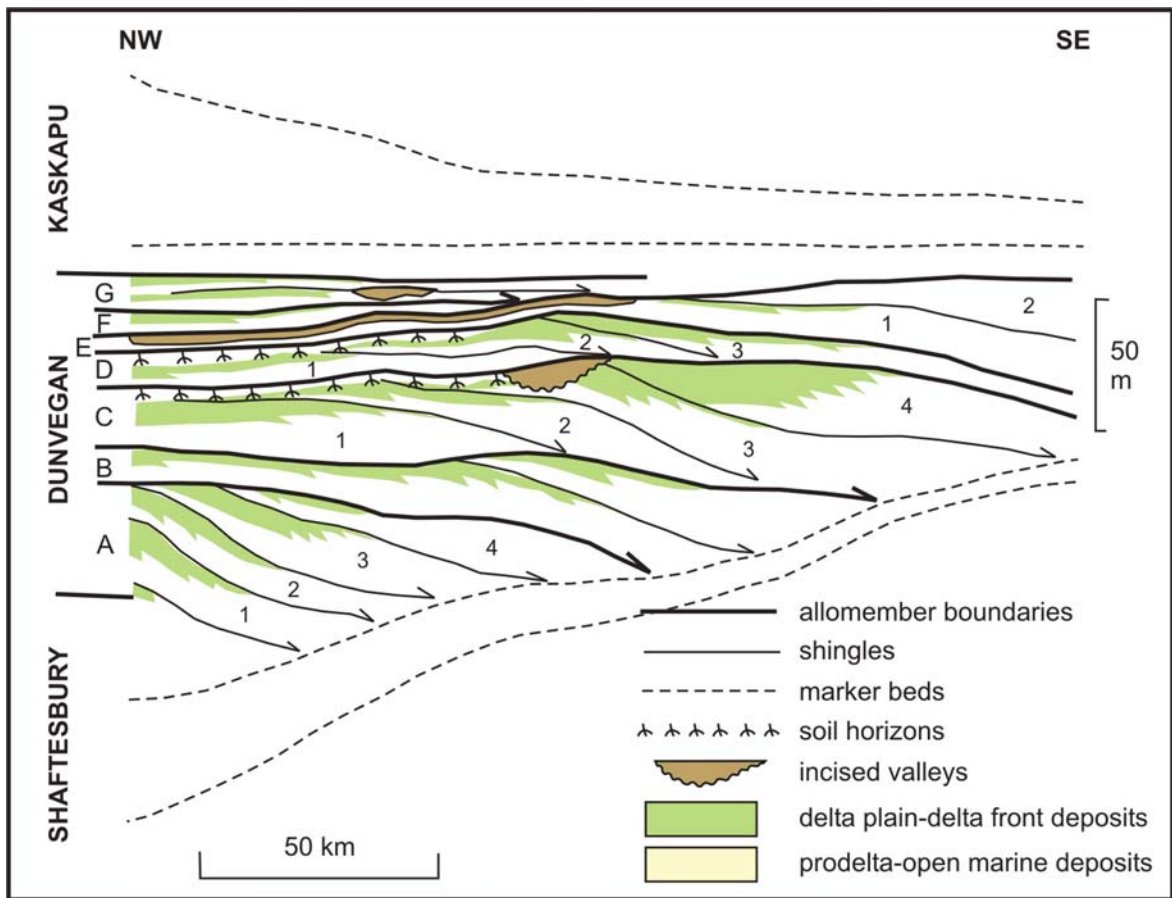 NW
SE
KASKAPU
DUNVEGAN
SHAFTESBURY
G
F
E
D
C
B
A
2
1
2
3
1
4
1
2
3
1
2
3
4
50
m
allomember boundaries
shingles
marker beds
soil horizons
incised valleys
delta plain-delta front deposits
prodelta-open marine deposits
50 km